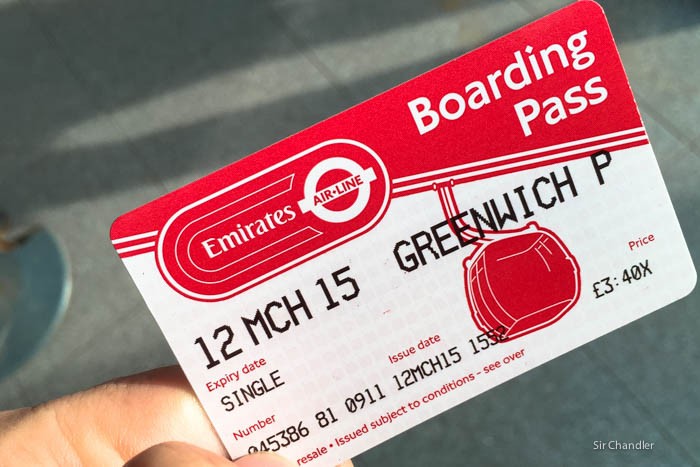 Boarding
Pass
Emirates
AIR-LINE
12 MCH 15 GREENWICH P
Expiry date
Price
SINGLE
Issue date
£3:40X
Number
12MCH15
045386 81 0911
resale • Issued subject to conditions – see over
Sir Chandler